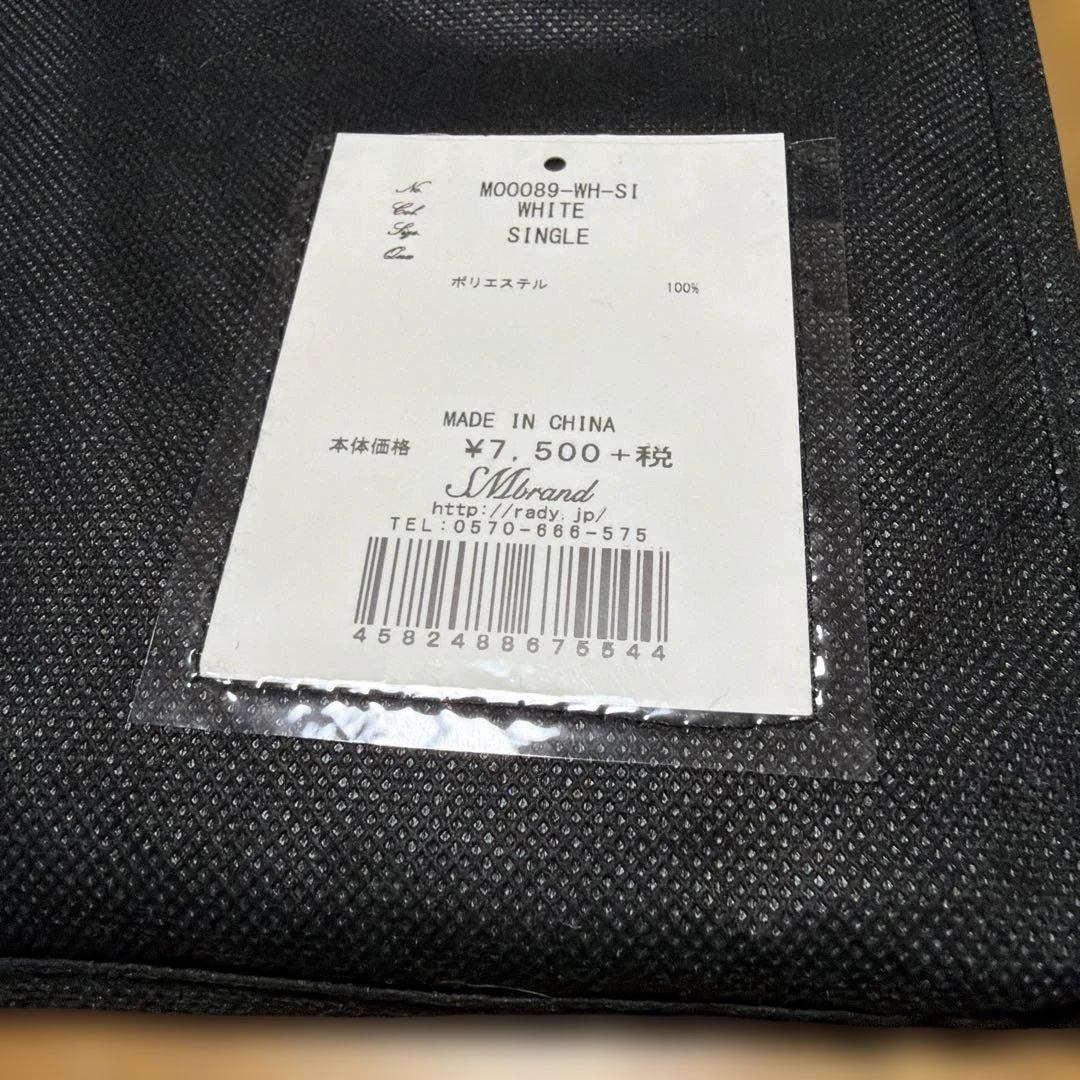 No. M00089-WH-SI
Col. WHITE
Size. SINGLE
Qua
ポリエステル 100%
MADE IN CHINA
本体価格 ¥7,500+税
SMbrand
http://rady.jp/
TEL:0570-666-575
4582488675544